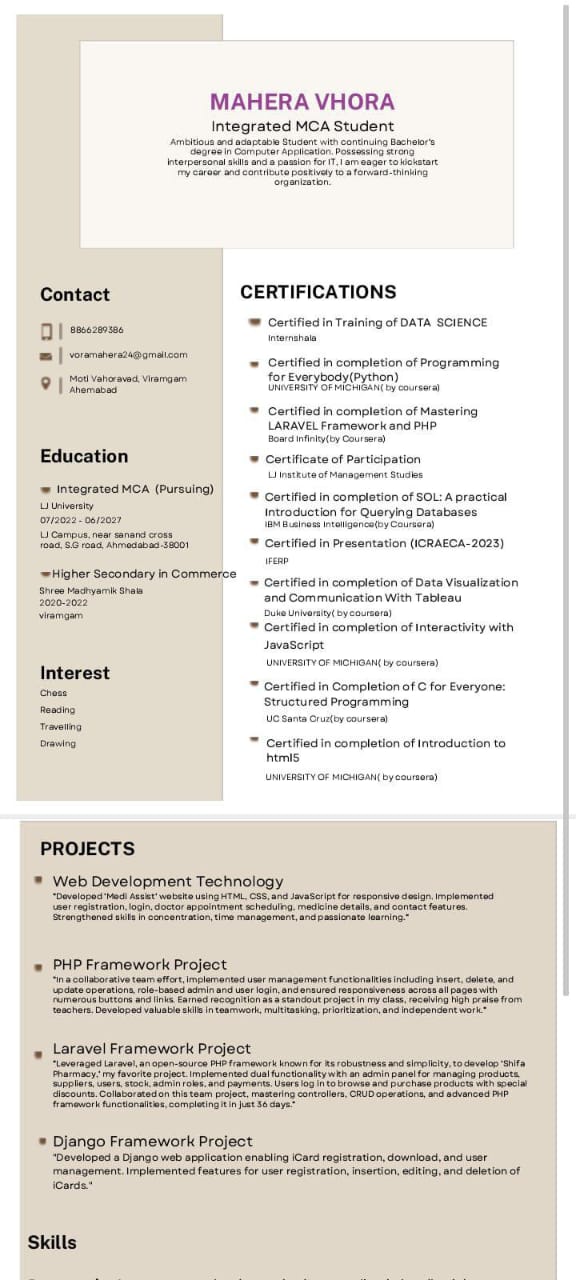 MAHERA VHORA
Integrated MCA Student
Ambitious and adaptable Student with continuing Bachelor's
degree in Computer Application. Possessing strong
interpersonal skills and a passion for IT, I am eager to kickstart
my career and contribute positively to a forward-thinking
organization.
Contact
8866289386
voramahera24@gmail.com
Moti Vahoravad, Viramgam
Ahemabad
Education
Integrated MCA (Pursuing)
LJ University
07/2022 - 06/2027
LJ Campus, near sanand cross
road, S.G road, Ahmedabad-38001
Higher Secondary in Commerce
Shree Madhyamik Shala
2020-2022
viramgam
Interest
Chess
Reading
Travelling
Drawing
CERTIFICATIONS
Certified in Training of DATA SCIENCE
Internshala
Certified in completion of Programming
for Everybody(Python)
UNIVERSITY OF MICHIGAN( by coursera)
Certified in completion of Mastering
LARAVEL Framework and PHP
Board Infinity(by Coursera)
Certificate of Participation
LJ Institute of Management Studies
Certified in completion of SQL: A practical
Introduction for Querying Databases
IBM Business Intelligence(by Coursera)
Certified in Presentation (ICRAECA-2023)
IFERP
Certified in completion of Data Visualization
and Communication With Tableau
Duke University( by coursera)
Certified in completion of Interactivity with
JavaScript
UNIVERSITY OF MICHIGAN( by coursera)
Certified in Completion of C for Everyone:
Structured Programming
UC Santa Cruz(by coursera)
Certified in completion of Introduction to
html5
UNIVERSITY OF MICHIGAN( by coursera)
PROJECTS
Web Development Technology
"Developed 'Medi Assist' website using HTML, CSS, and JavaScript for responsive design. Implemented
user registration, login, doctor appointment scheduling, medicine details, and contact features.
Strengthened skills in concentration, time management, and passionate learning."
PHP Framework Project
"In a collaborative team effort, implemented user management functionalities including insert, delete, and
update operations, role-based admin and user login, and ensured responsiveness across all pages with
numerous buttons and links. Earned recognition as a standout project in my class, receiving high praise from
teachers. Developed valuable skills in teamwork, multitasking, prioritization, and independent work."
Laravel Framework Project
"Leveraged Laravel, an open-source PHP framework known for its robustness and simplicity, to develop 'Shifa
Pharmacy,' my favorite project. Implemented dual functionality with an admin panel for managing products,
suppliers, users, stock, admin roles, and payments. Users log in to browse and purchase products with special
discounts. Collaborated on this team project, mastering controllers, CRUD operations, and advanced PHP
framework functionalities, completing it in just 36 days."
Django Framework Project
"Developed a Django web application enabling iCard registration, download, and user
management. Implemented features for user registration, insertion, editing, and deletion of
iCards."
Skills